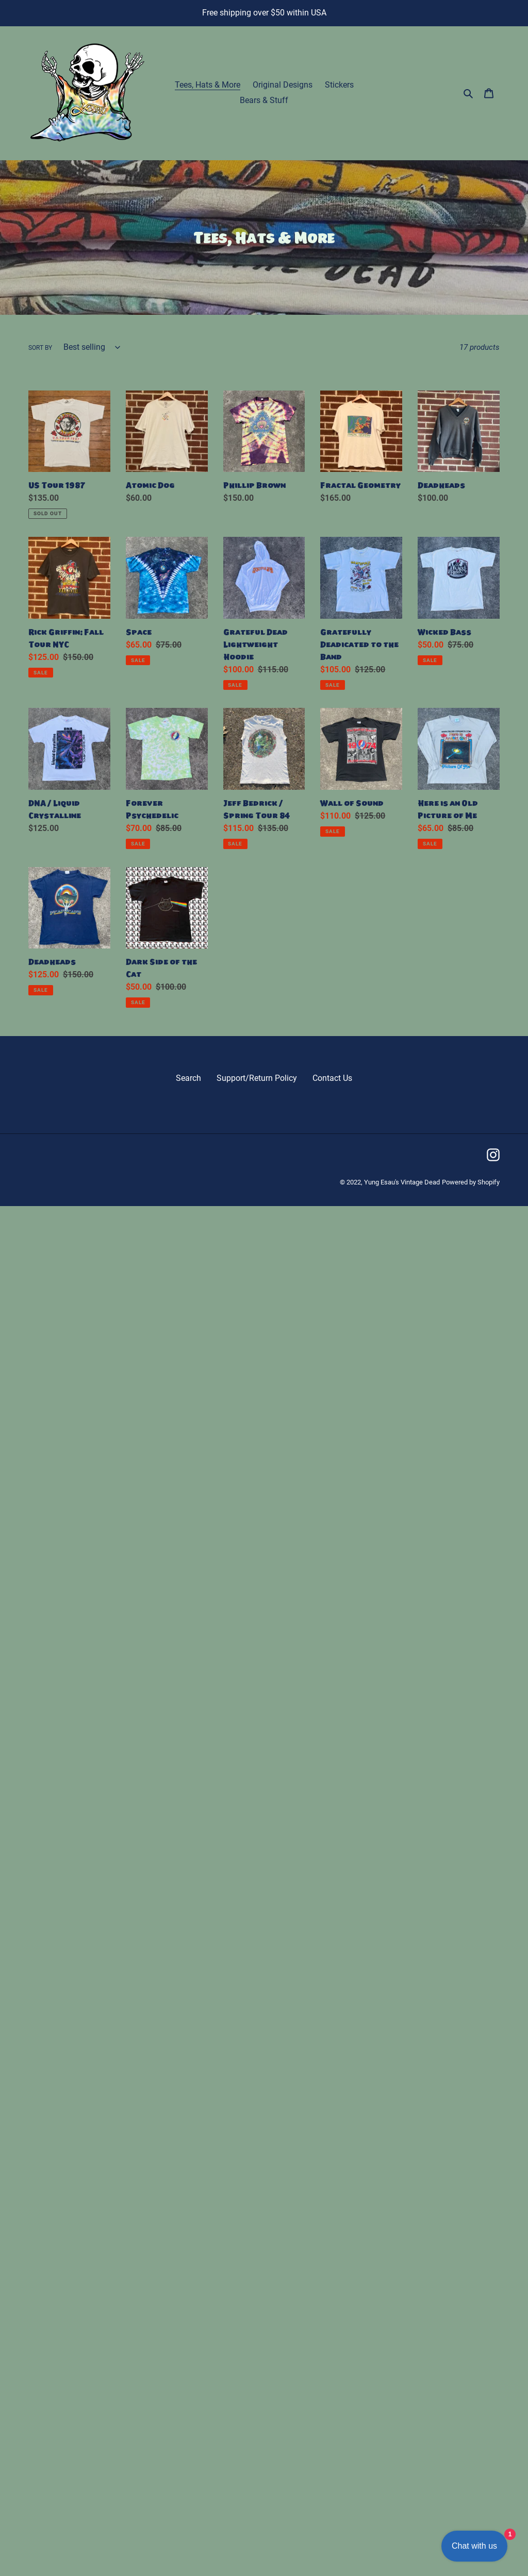 Free shipping over $50 within USA
Tees, Hats & More
Original Designs
Stickers
Bears & Stuff
Tees, Hats & More
THE DEAD
SORT BY
Best selling
17 products
US Tour 1987
$135.00
SOLD OUT
Atomic Dog
$60.00
Phillip Brown
$150.00
Fractal Geometry
$165.00
Deadheads
$100.00
Rick Griffin: Fall
Tour NYC
$125.00 $150.00
SALE
Space
$65.00 $75.00
SALE
Grateful Dead
Lightweight
Hoodie
$100.00 $115.00
SALE
Gratefully
Deadicated to the
Band
$105.00 $125.00
SALE
Wicked Bass
$50.00 $75.00
SALE
DNA / Liquid
Crystalline
$125.00
Forever
Psychedelic
$70.00 $85.00
SALE
Jeff Bedrick /
Spring Tour 84
$115.00 $135.00
SALE
Wall of Sound
$110.00 $125.00
SALE
Here is an Old
Picture of Me
$65.00 $85.00
SALE
Deadheads
$125.00 $150.00
SALE
Dark Side of the
Cat
$50.00 $100.00
SALE
Search
Support/Return Policy
Contact Us
© 2022, Yung Esau's Vintage Dead Powered by Shopify
1
Chat with us